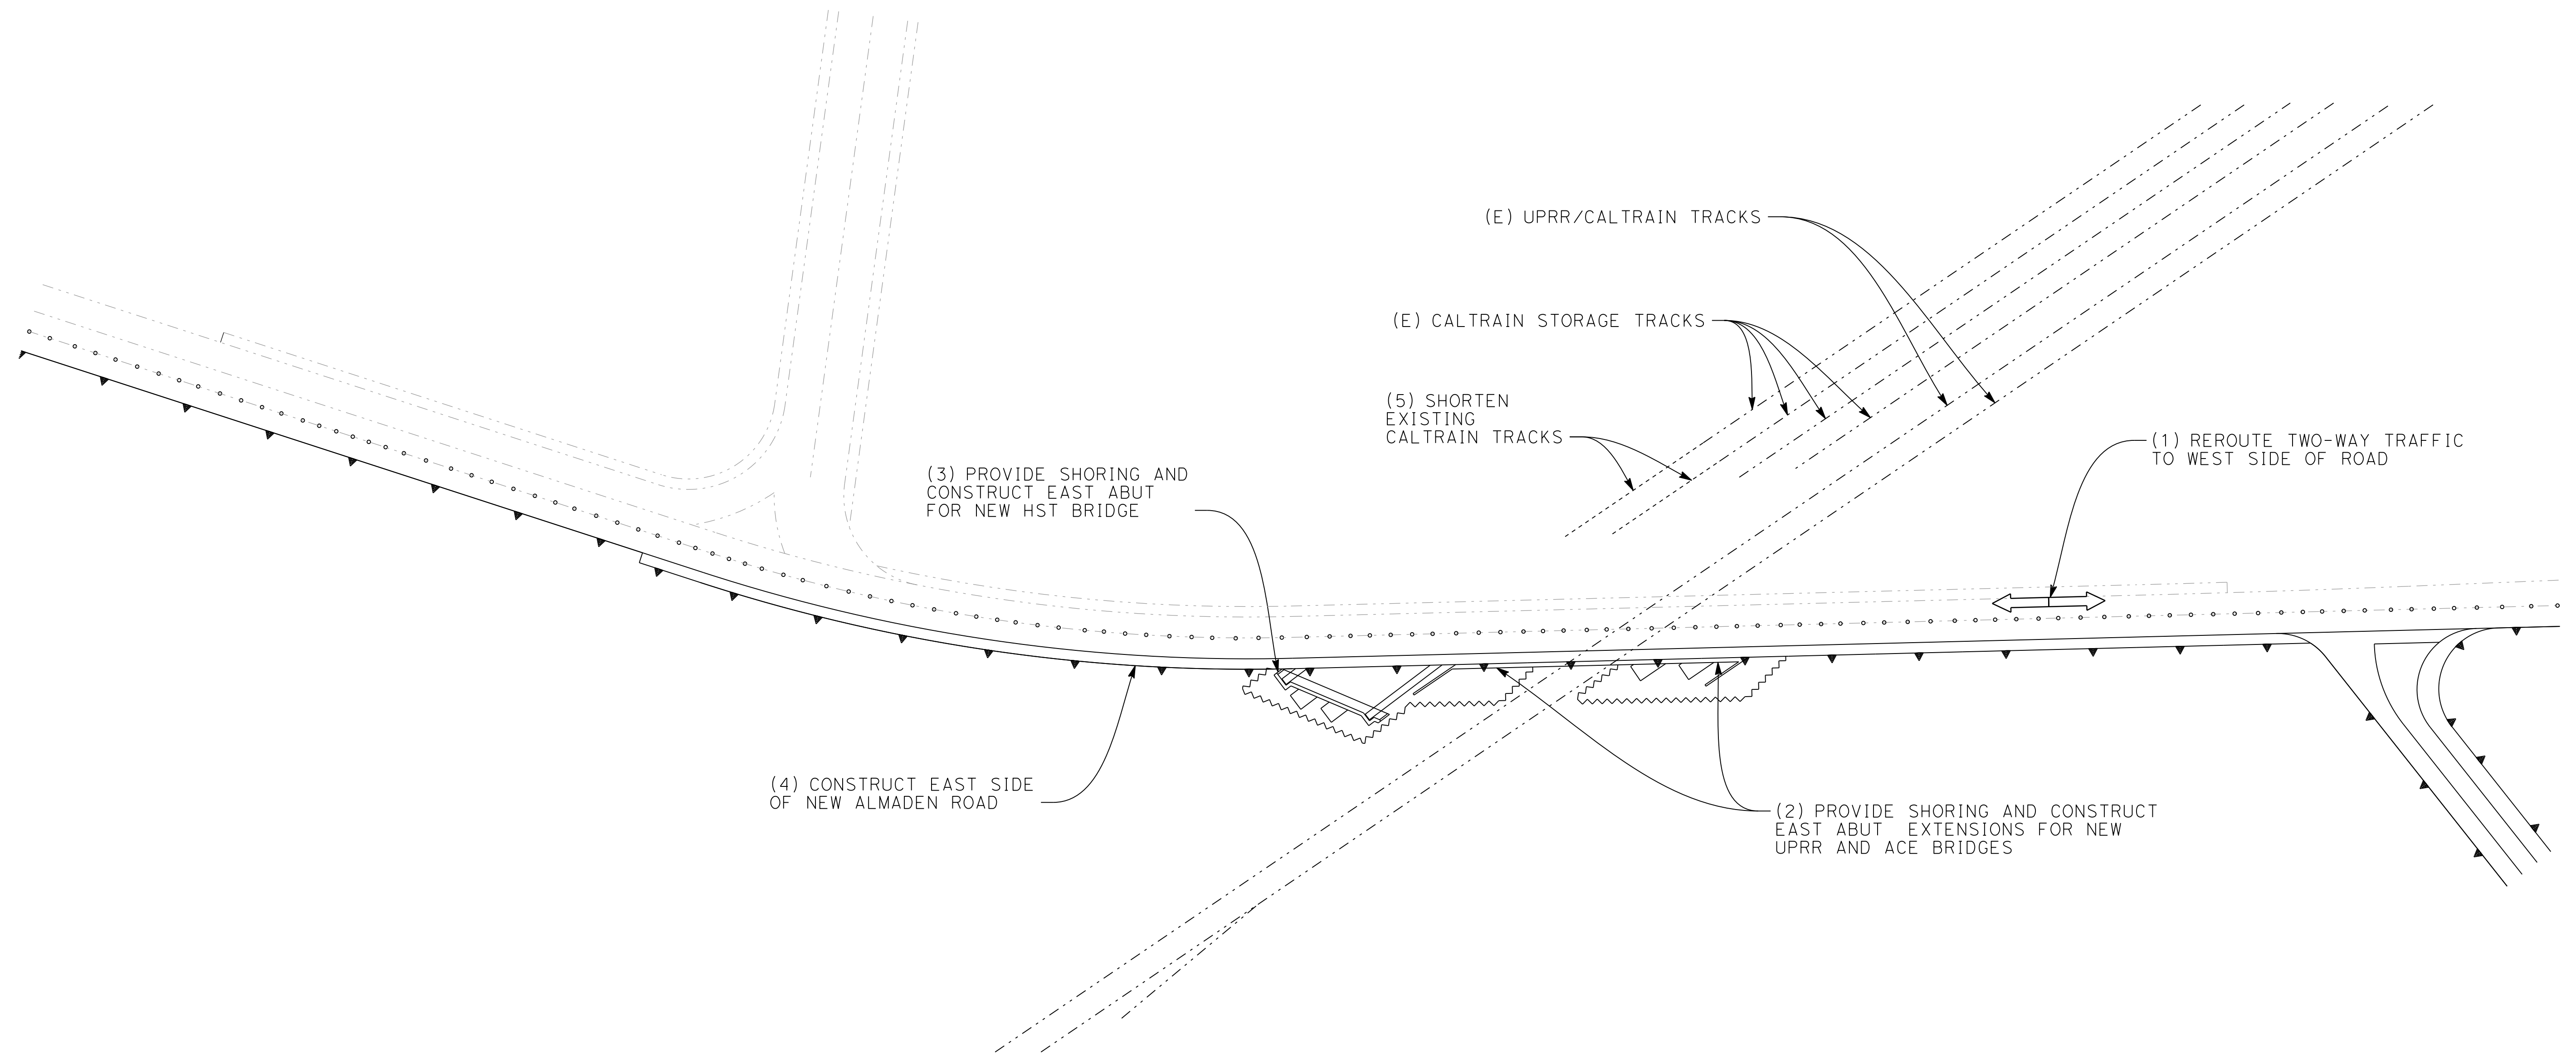 (E) UPRR/CALTRAIN TRACKS
(E) CALTRAIN STORAGE TRACKS
(5) SHORTEN
EXISTING
CALTRAIN TRACKS
(1) REROUTE TWO-WAY TRAFFIC
TO WEST SIDE OF ROAD
(3) PROVIDE SHORING AND
CONSTRUCT EAST ABUT
FOR NEW HST BRIDGE
(4) CONSTRUCT EAST SIDE
OF NEW ALMADEN ROAD
(2) PROVIDE SHORING AND CONSTRUCT
EAST ABUT EXTENSIONS FOR NEW
UPRR AND ACE BRIDGES